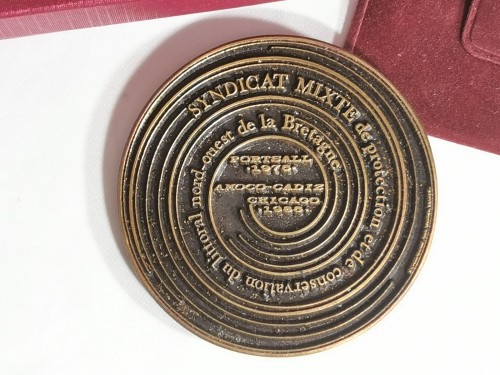 SYNDICAT MIXTE de protection et de conservation du littoral nord ouest de la Bretagne
PORTSALL
·1978·
AMOCO-CADIZ
CHICAGO
·1988·